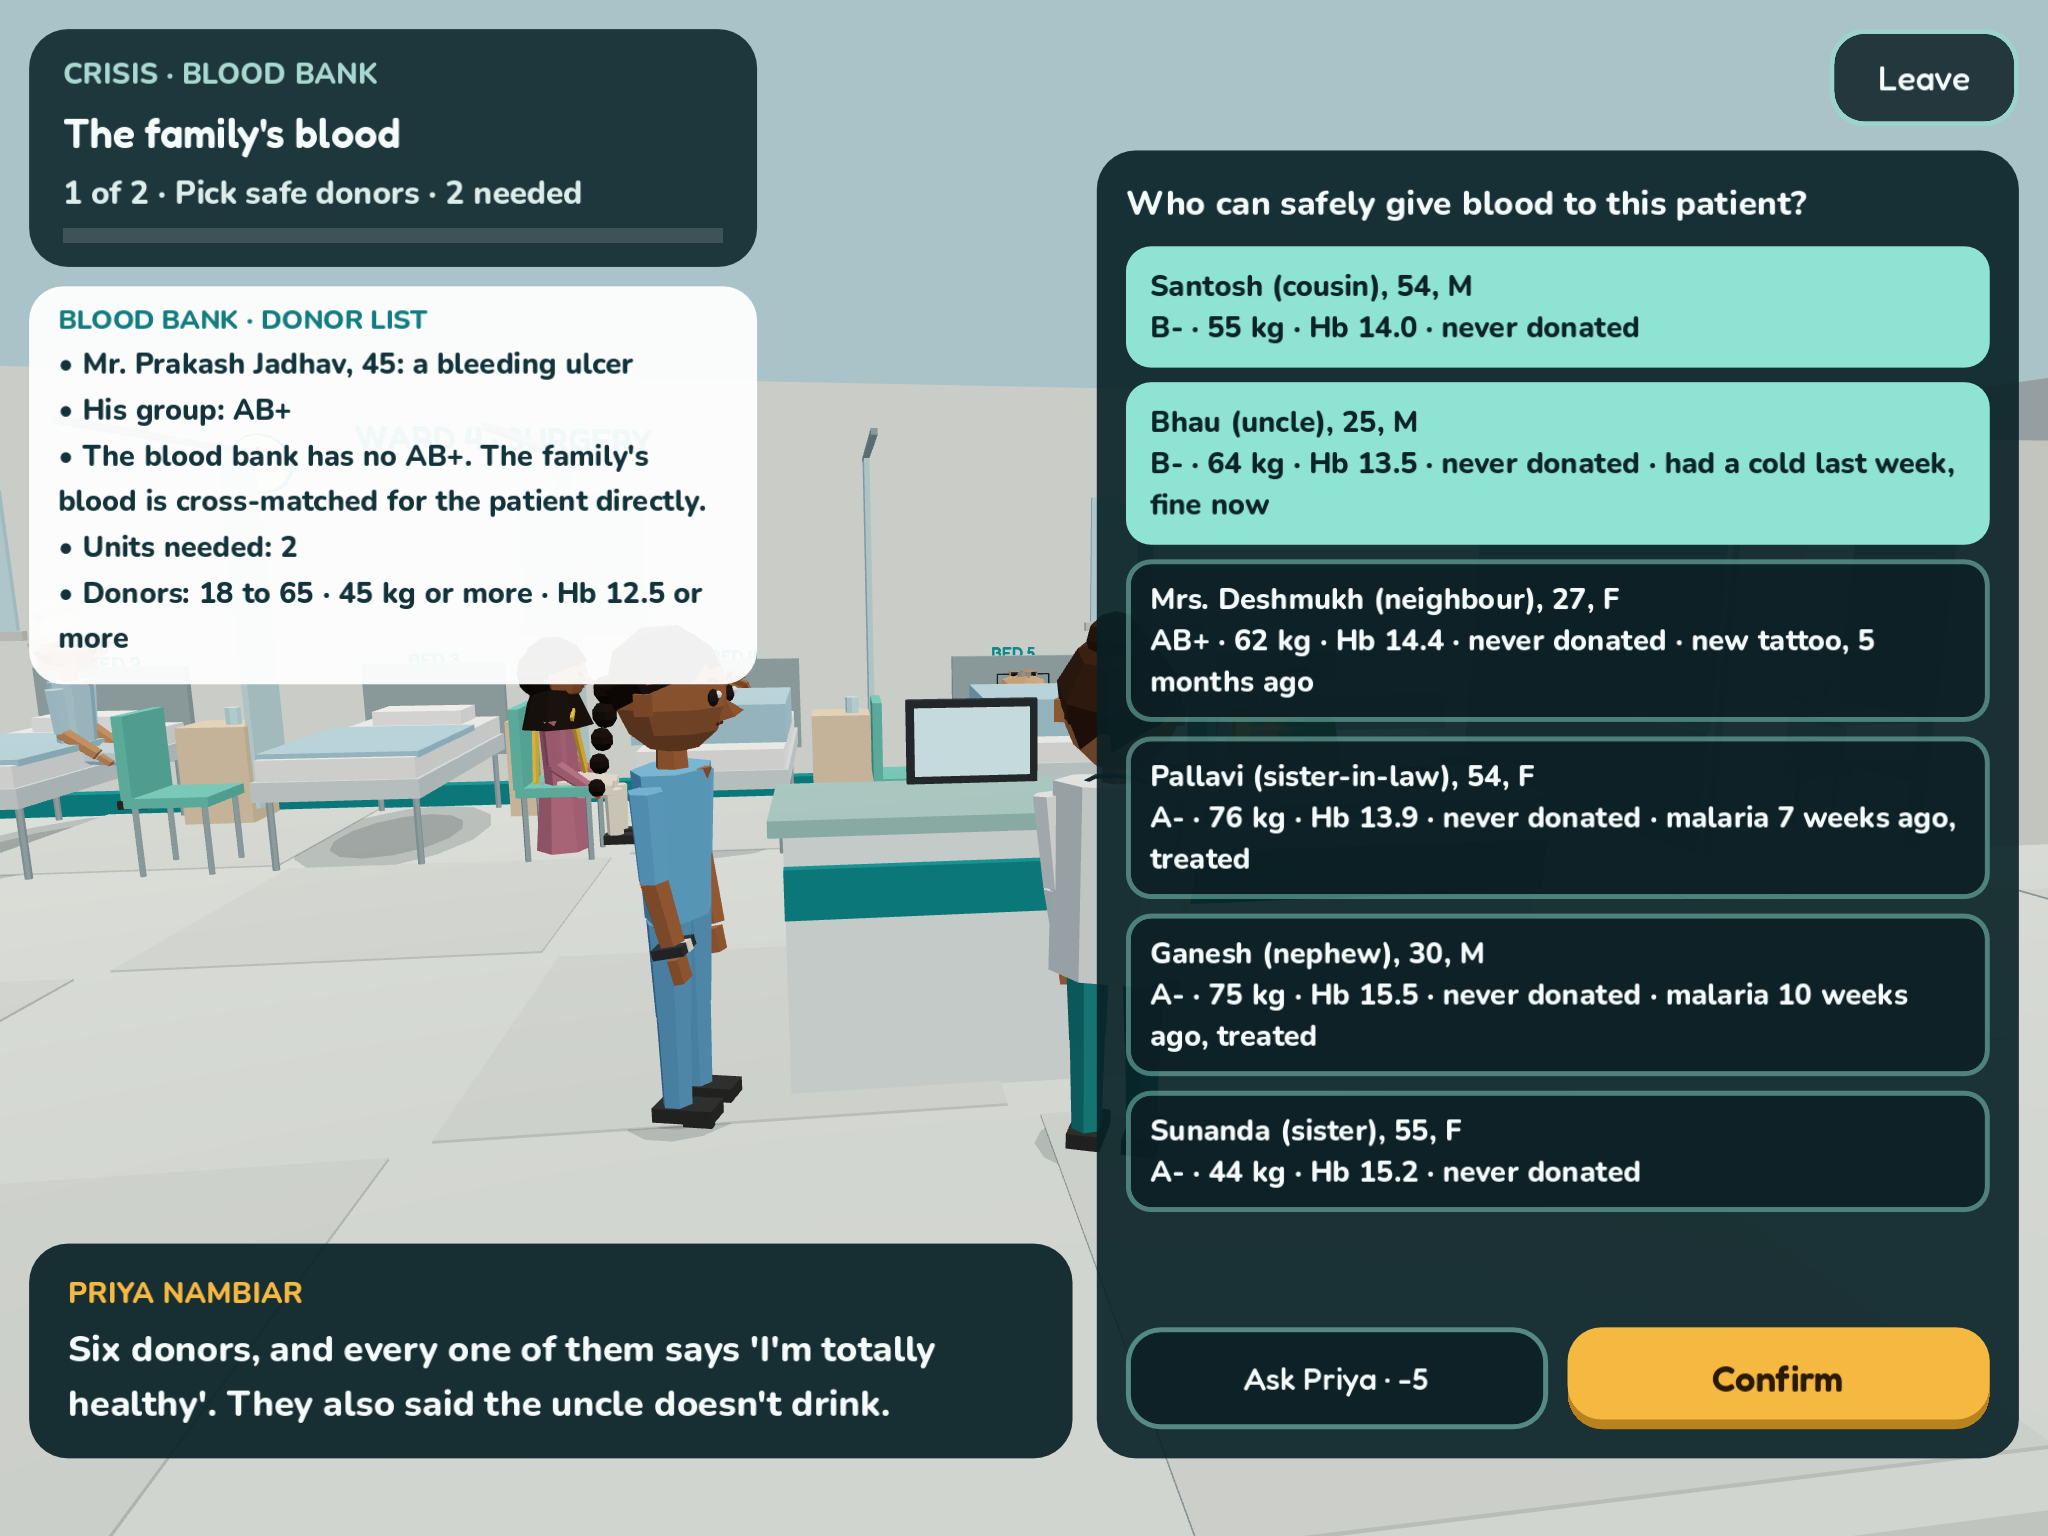 CRISIS · BLOOD BANK
The family's blood
1 of 2 · Pick safe donors · 2 needed
BLOOD BANK · DONOR LIST
• Mr. Prakash Jadhav, 45: a bleeding ulcer
• His group: AB+
• The blood bank has no AB+. The family's
blood is cross-matched for the patient directly.
• Units needed: 2
• Donors: 18 to 65 · 45 kg or more · Hb 12.5 or
more
BED 3
BED 5
PRIYA NAMBIAR
Six donors, and every one of them says 'I'm totally
healthy'. They also said the uncle doesn't drink.
Leave
Who can safely give blood to this patient?
Santosh (cousin), 54, M
B- · 55 kg · Hb 14.0 · never donated
Bhau (uncle), 25, M
B- · 64 kg · Hb 13.5 · never donated · had a cold last week,
fine now
Mrs. Deshmukh (neighbour), 27, F
AB+ · 62 kg · Hb 14.4 · never donated · new tattoo, 5
months ago
Pallavi (sister-in-law), 54, F
A- · 76 kg · Hb 13.9 · never donated · malaria 7 weeks ago,
treated
Ganesh (nephew), 30, M
A- · 75 kg · Hb 15.5 · never donated · malaria 10 weeks
ago, treated
Sunanda (sister), 55, F
A- · 44 kg · Hb 15.2 · never donated
Ask Priya · -5
Confirm